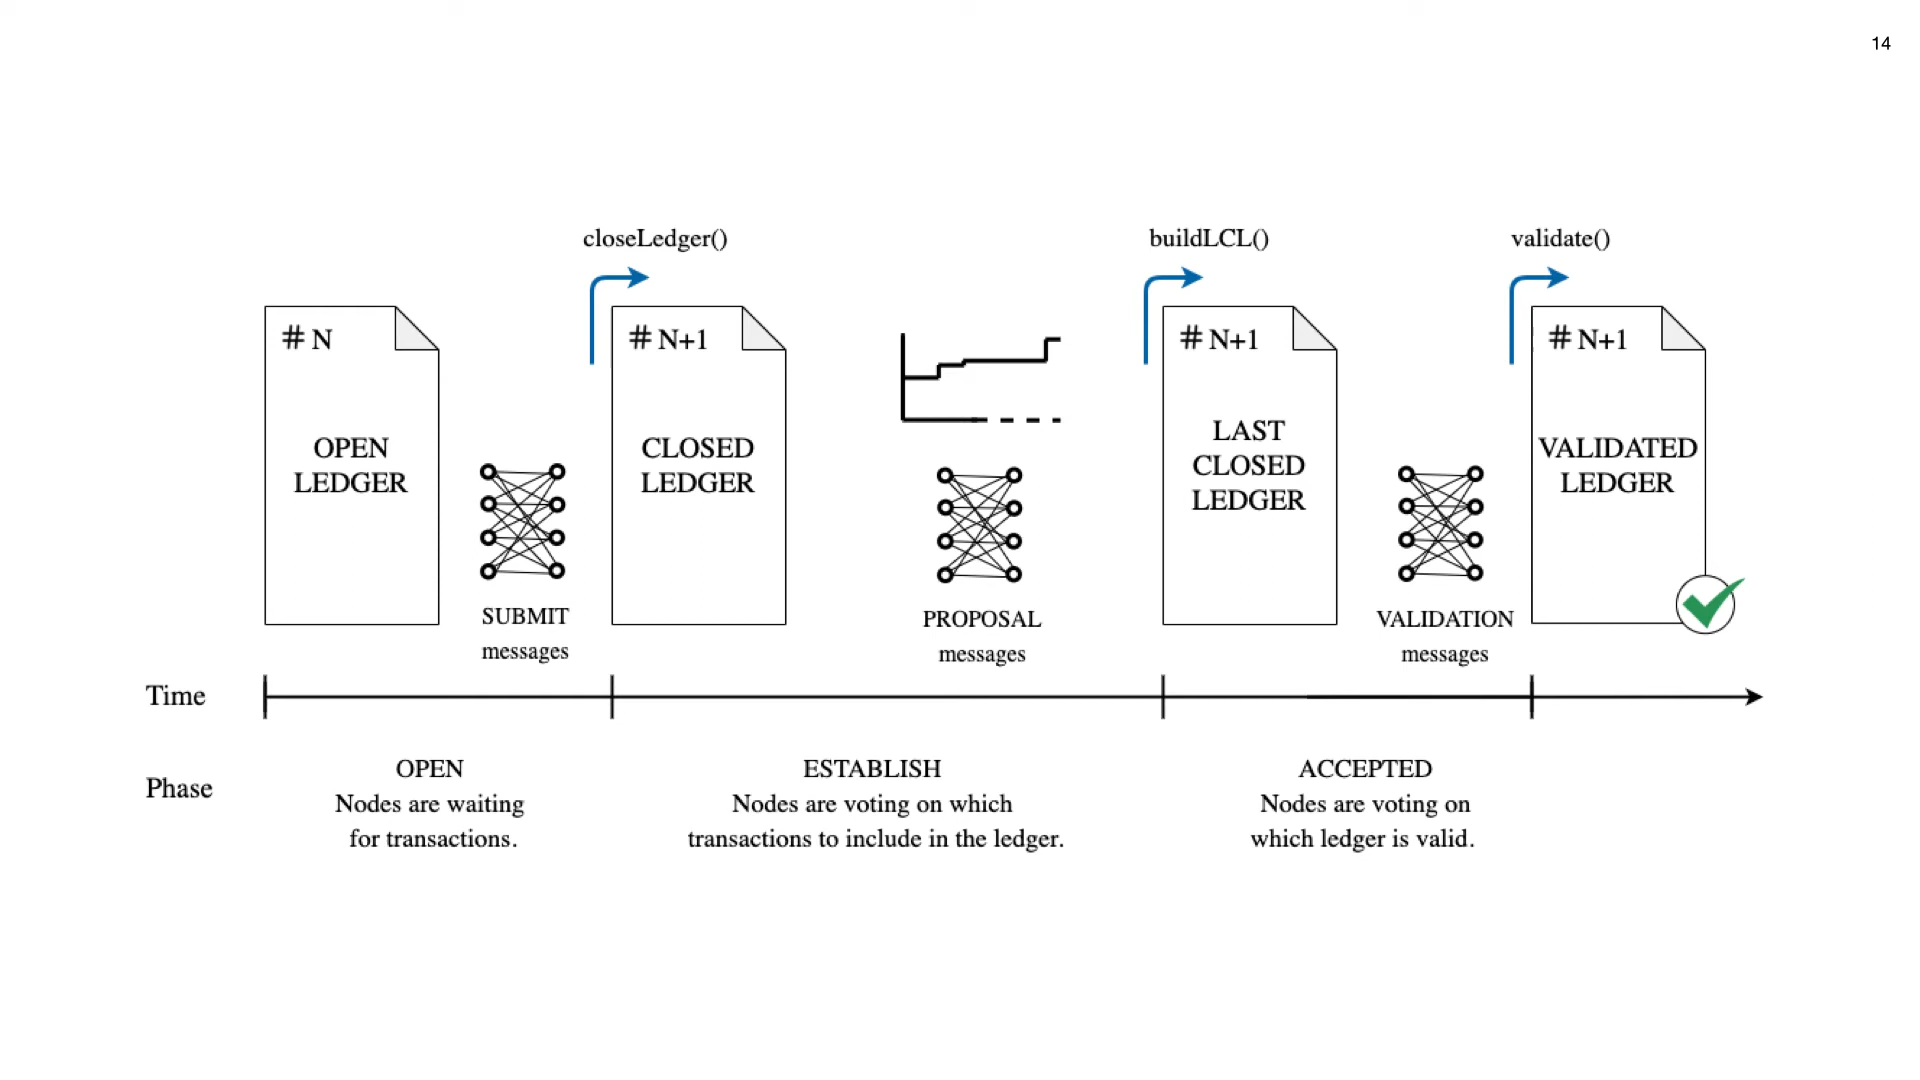 14
closeLedger()
buildLCL()
validate()
# N
# N+1
# N+1
# N+1
OPEN
LEDGER
CLOSED
LEDGER
LAST
CLOSED
LEDGER
VALIDATED
LEDGER
SUBMIT
messages
PROPOSAL
messages
VALIDATION
messages
Time
Phase
OPEN
Nodes are waiting
for transactions.
ESTABLISH
Nodes are voting on which
transactions to include in the ledger.
ACCEPTED
Nodes are voting on
which ledger is valid.